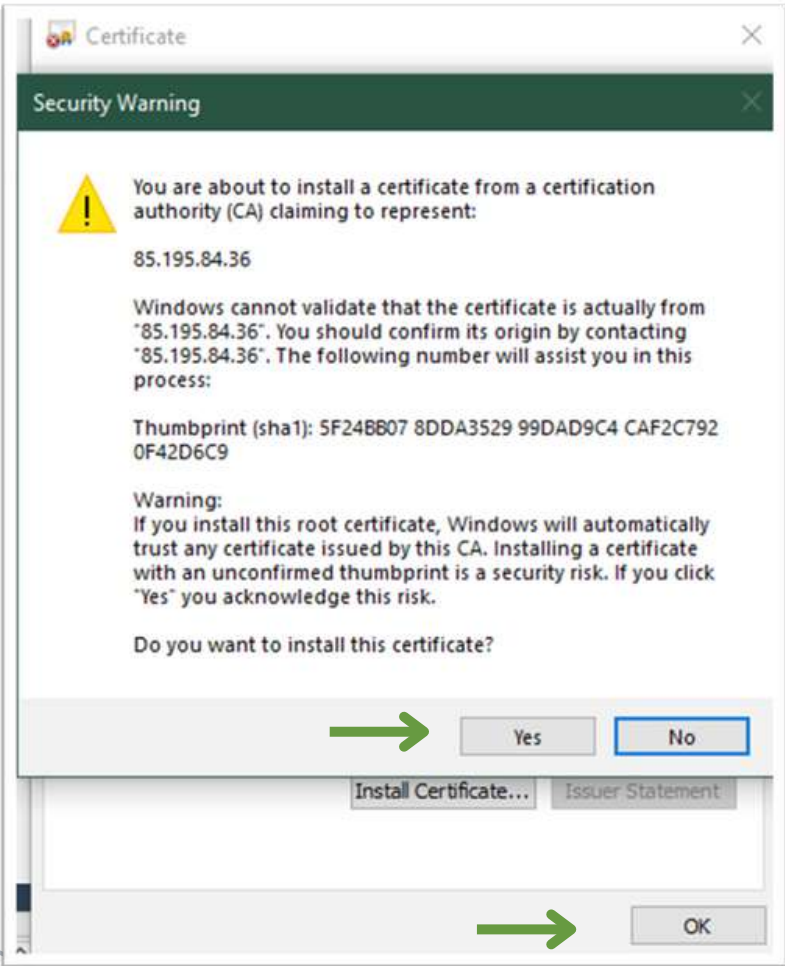 Certificate
Security Warning
You are about to install a certificate from a certification
authority (CA) claiming to represent:
85.195.84.36
Windows cannot validate that the certificate is actually from
"85.195.84.36". You should confirm its origin by contacting
"85.195.84.36". The following number will assist you in this
process:
Thumbprint (sha1): 5F24BB07 8DDA3529 99DAD9C4 CAF2C792
0F42D6C9
Warning:
If you install this root certificate, Windows will automatically
trust any certificate issued by this CA. Installing a certificate
with an unconfirmed thumbprint is a security risk. If you click
"Yes" you acknowledge this risk.
Do you want to install this certificate?
Yes No
Install Certificate... Issuer Statement
OK